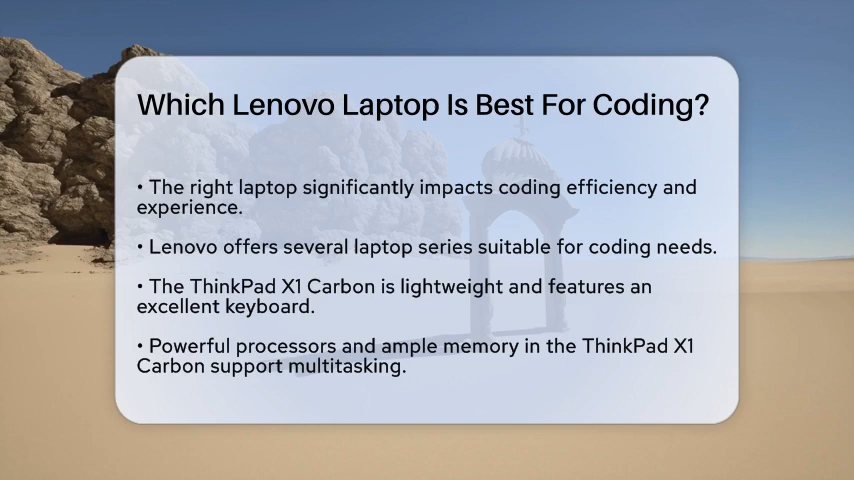 Which Lenovo Laptop Is Best For Coding?
• The right laptop significantly impacts coding efficiency and
experience.
• Lenovo offers several laptop series suitable for coding needs.
• The ThinkPad X1 Carbon is lightweight and features an
excellent keyboard.
• Powerful processors and ample memory in the ThinkPad X1
Carbon support multitasking.